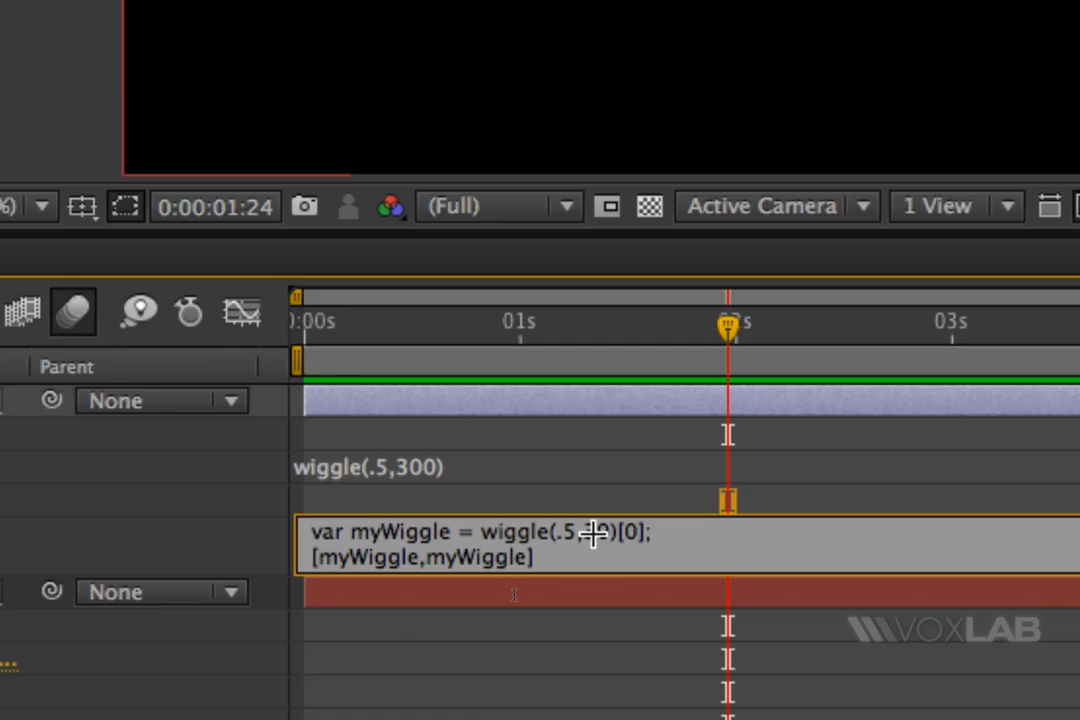 %)
0:00:01:24
(Full)
Active Camera
1 View
:00s
01s
03s
Parent
None
wiggle(.5,300)
var myWiggle = wiggle(.5, )[0];
[myWiggle,myWiggle]
None
VOXLAB
...